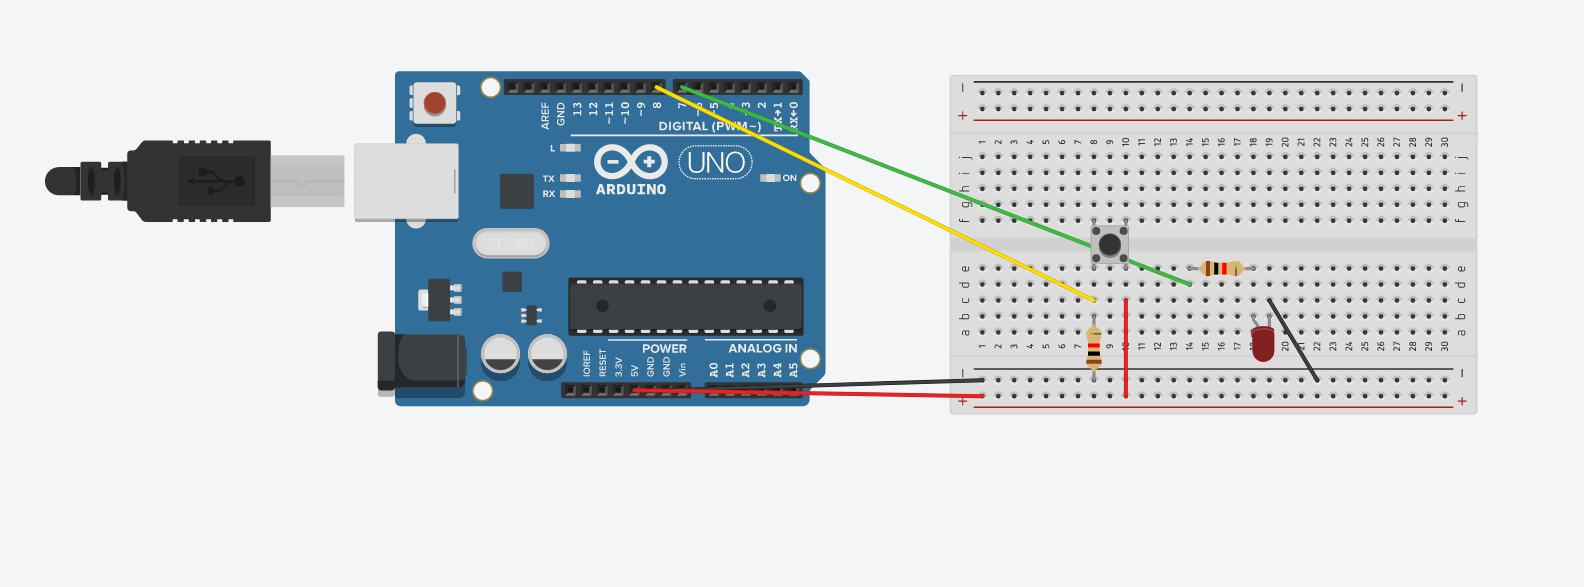 AREF
GND
13
12
~11
~10
~9
8
7
~6
~5
4
~3
2
TX→1
RX←0
DIGITAL (PWM~)
L
TX
RX
ARDUINO
UNO
ON
IOREF
RESET
3.3V
5V
GND
GND
Vin
POWER
ANALOG IN
A0
A1
A2
A3
A4
A5
− −
+ +
1 2 3 4 5 6 7 8 9 10 11 12 13 14 15 16 17 18 19 20 21 22 23 24 25 26 27 28 29 30
j j
i i
h h
g g
f f
e e
d d
c c
b b
a a
1 2 3 4 5 6 7 8 9 10 11 12 13 14 15 16 17 18 19 20 21 22 23 24 25 26 27 28 29 30
− −
+ +